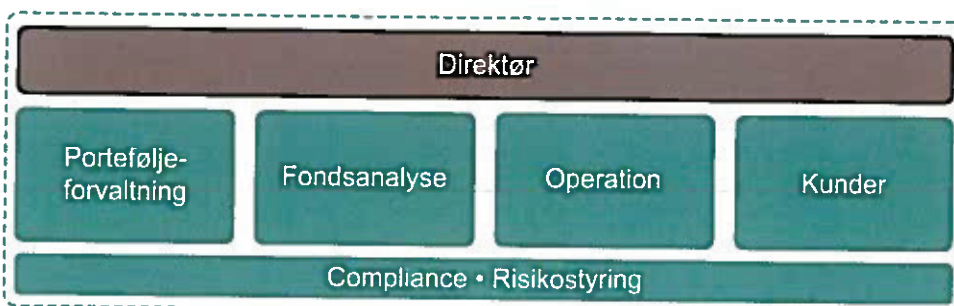 Direktør
Portefølje-
forvaltning
Fondsanalyse
Operation
Kunder
Compliance • Risikostyring